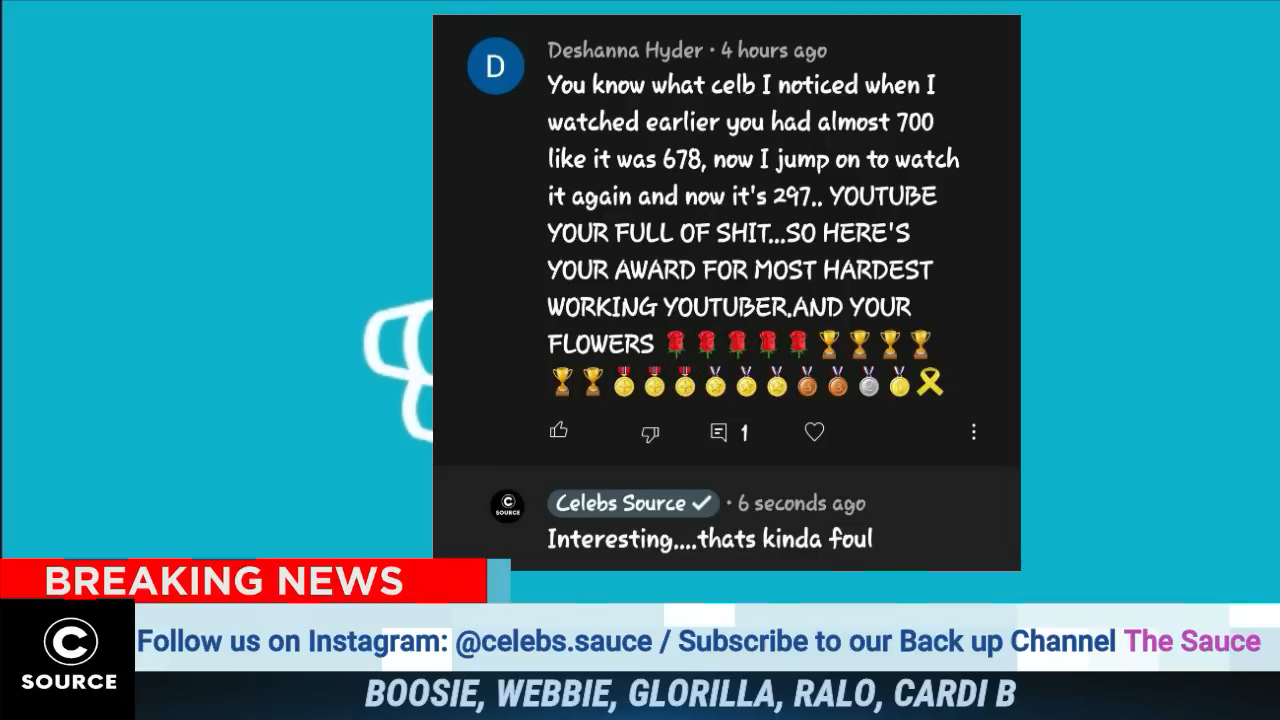 D
Deshanna Hyder · 4 hours ago
You know what celb I noticed when I
watched earlier you had almost 700
like it was 678, now I jump on to watch
it again and now it's 297.. YOUTUBE
YOUR FULL OF SHIT...SO HERE'S
YOUR AWARD FOR MOST HARDEST
WORKING YOUTUBER.AND YOUR
FLOWERS 🌹🌹🌹🌹🌹🏆🏆🏆🏆
🏆🏆🎖🎖🎖🏅🏅🏅🥉🥉🥈🥇🎗
1
C SOURCE
Celebs Source ✓ · 6 seconds ago
Interesting....thats kinda foul
BREAKING NEWS
C
SOURCE
Follow us on Instagram: @celebs.sauce / Subscribe to our Back up Channel The Sauce
BOOSIE, WEBBIE, GLORILLA, RALO, CARDI B